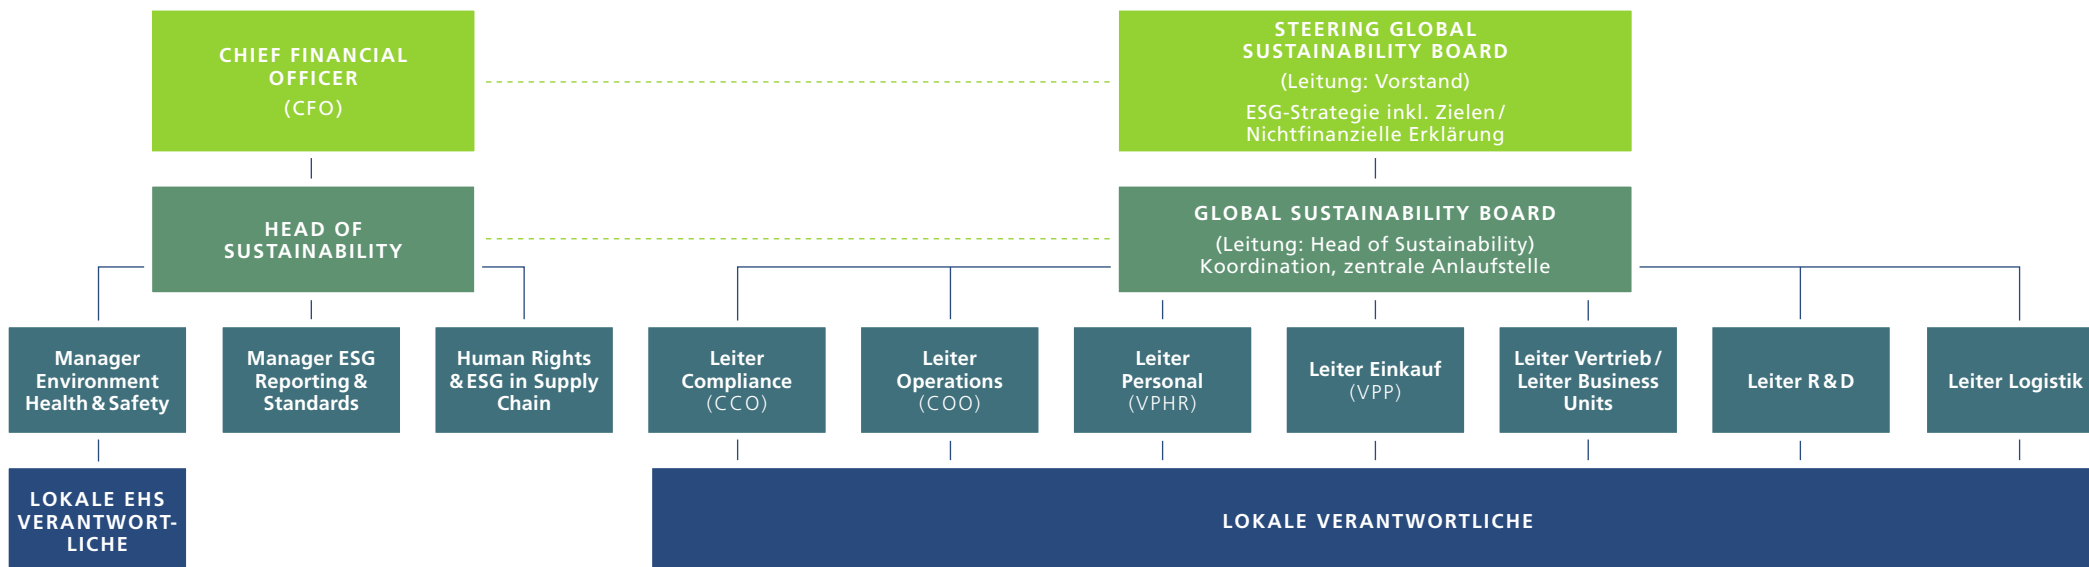 CHIEF FINANCIAL
OFFICER
(CFO)
STEERING GLOBAL
SUSTAINABILITY BOARD
(Leitung: Vorstand)
ESG-Strategie inkl. Zielen/
Nichtfinanzielle Erklärung
HEAD OF
SUSTAINABILITY
GLOBAL SUSTAINABILITY BOARD
(Leitung: Head of Sustainability)
Koordination, zentrale Anlaufstelle
Manager
Environment
Health & Safety
Manager ESG
Reporting &
Standards
Human Rights
& ESG in Supply
Chain
Leiter
Compliance
(CCO)
Leiter
Operations
(COO)
Leiter
Personal
(VPHR)
Leiter Einkauf
(VPP)
Leiter Vertrieb/
Leiter Business
Units
Leiter R & D
Leiter Logistik
LOKALE EHS
VERANTWORT-
LICHE
LOKALE VERANTWORTLICHE